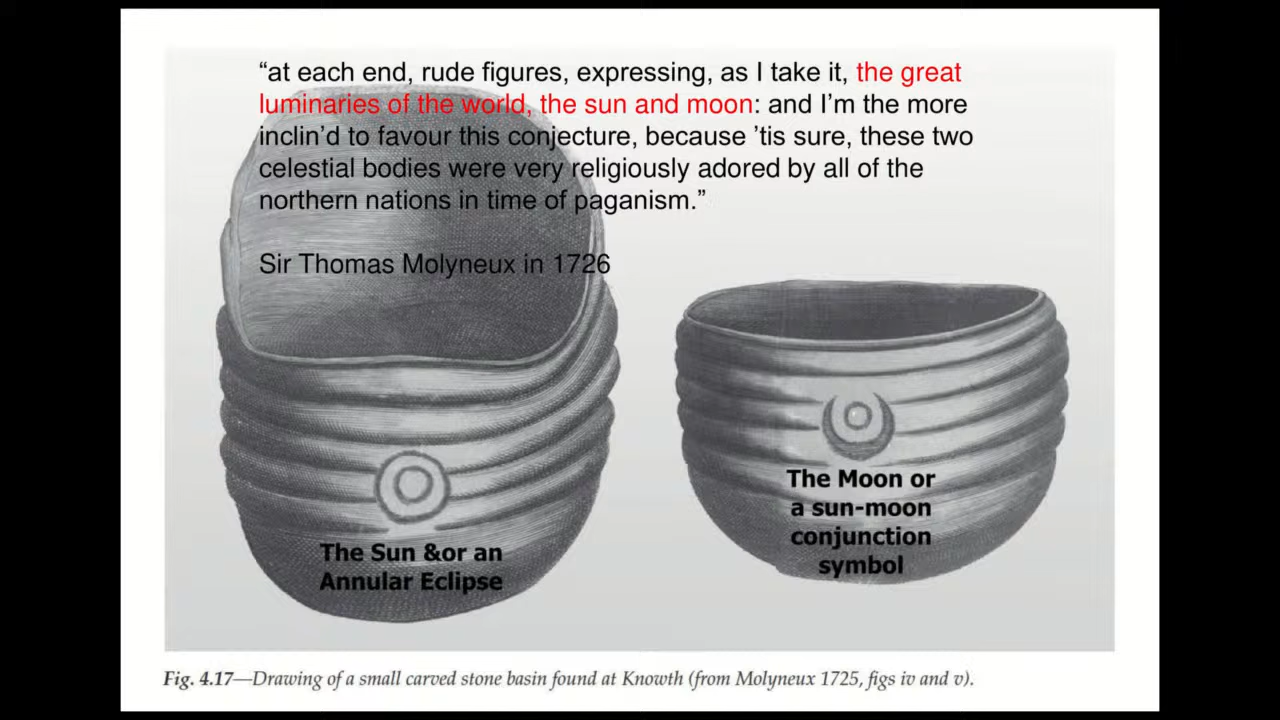 “at each end, rude figures, expressing, as I take it, the great
luminaries of the world, the sun and moon: and I’m the more
inclin’d to favour this conjecture, because ’tis sure, these two
celestial bodies were very religiously adored by all of the
northern nations in time of paganism.”
Sir Thomas Molyneux in 1726
The Sun &or an
Annular Eclipse
The Moon or
a sun-moon
conjunction
symbol
Fig. 4.17—Drawing of a small carved stone basin found at Knowth (from Molyneux 1725, figs iv and v).